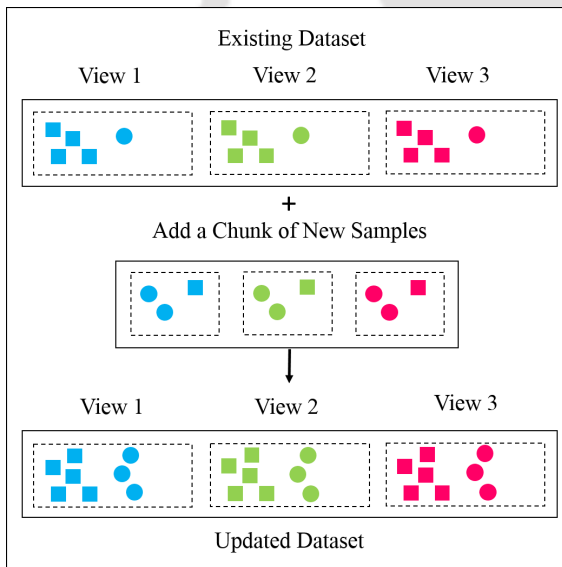 Existing Dataset
View 1 View 2 View 3
+
Add a Chunk of New Samples
View 1 View 2 View 3
Updated Dataset